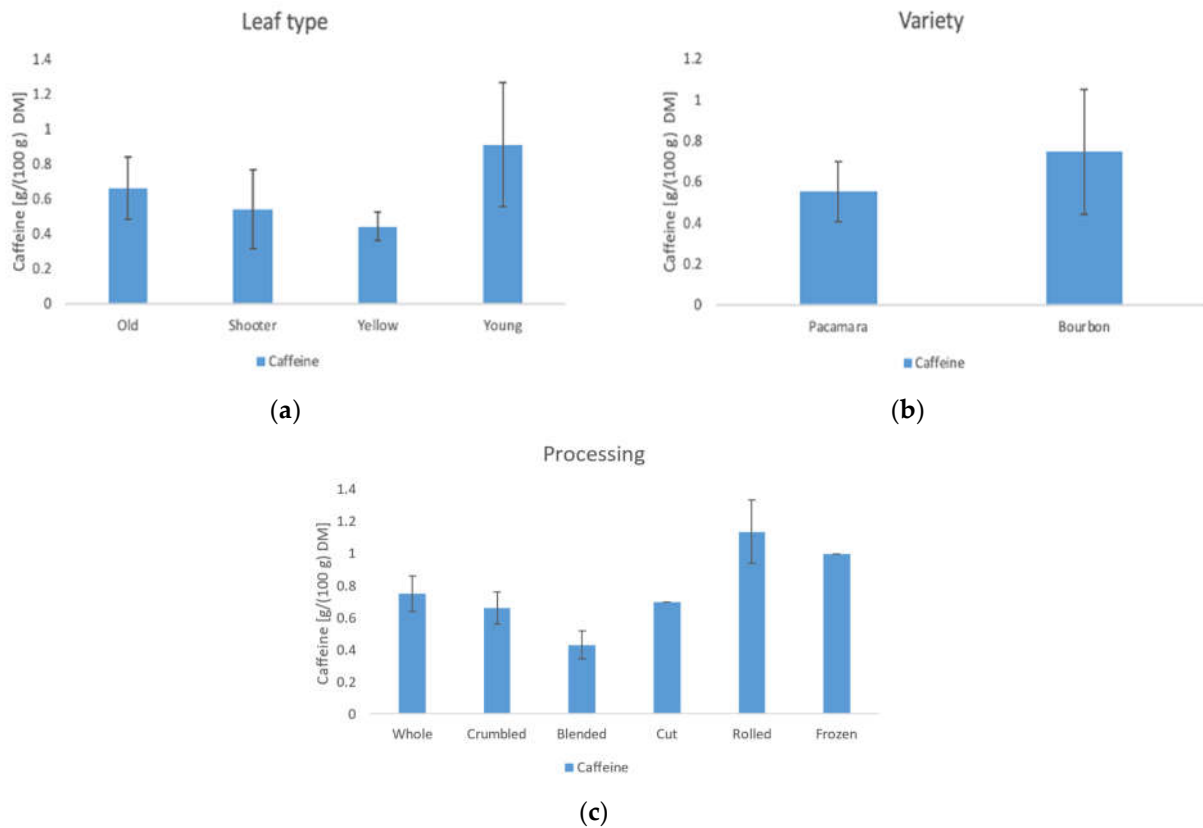 Leaf type
1.4
1.2
1
0.8
0.6
0.4
0.2
0
Caffeine [g/(100 g) DM]
Old Shooter Yellow Young
Caffeine
(a)
Variety
1.2
1
0.8
0.6
0.4
0.2
0
Caffeine [g/(100 g) DM]
Pacamara Bourbon
Caffeine
(b)
Processing
1.4
1.2
1
0.8
0.6
0.4
0.2
0
Caffeine [g/(100 g) DM]
Whole Crumbled Blended Cut Rolled Frozen
Caffeine
(c)